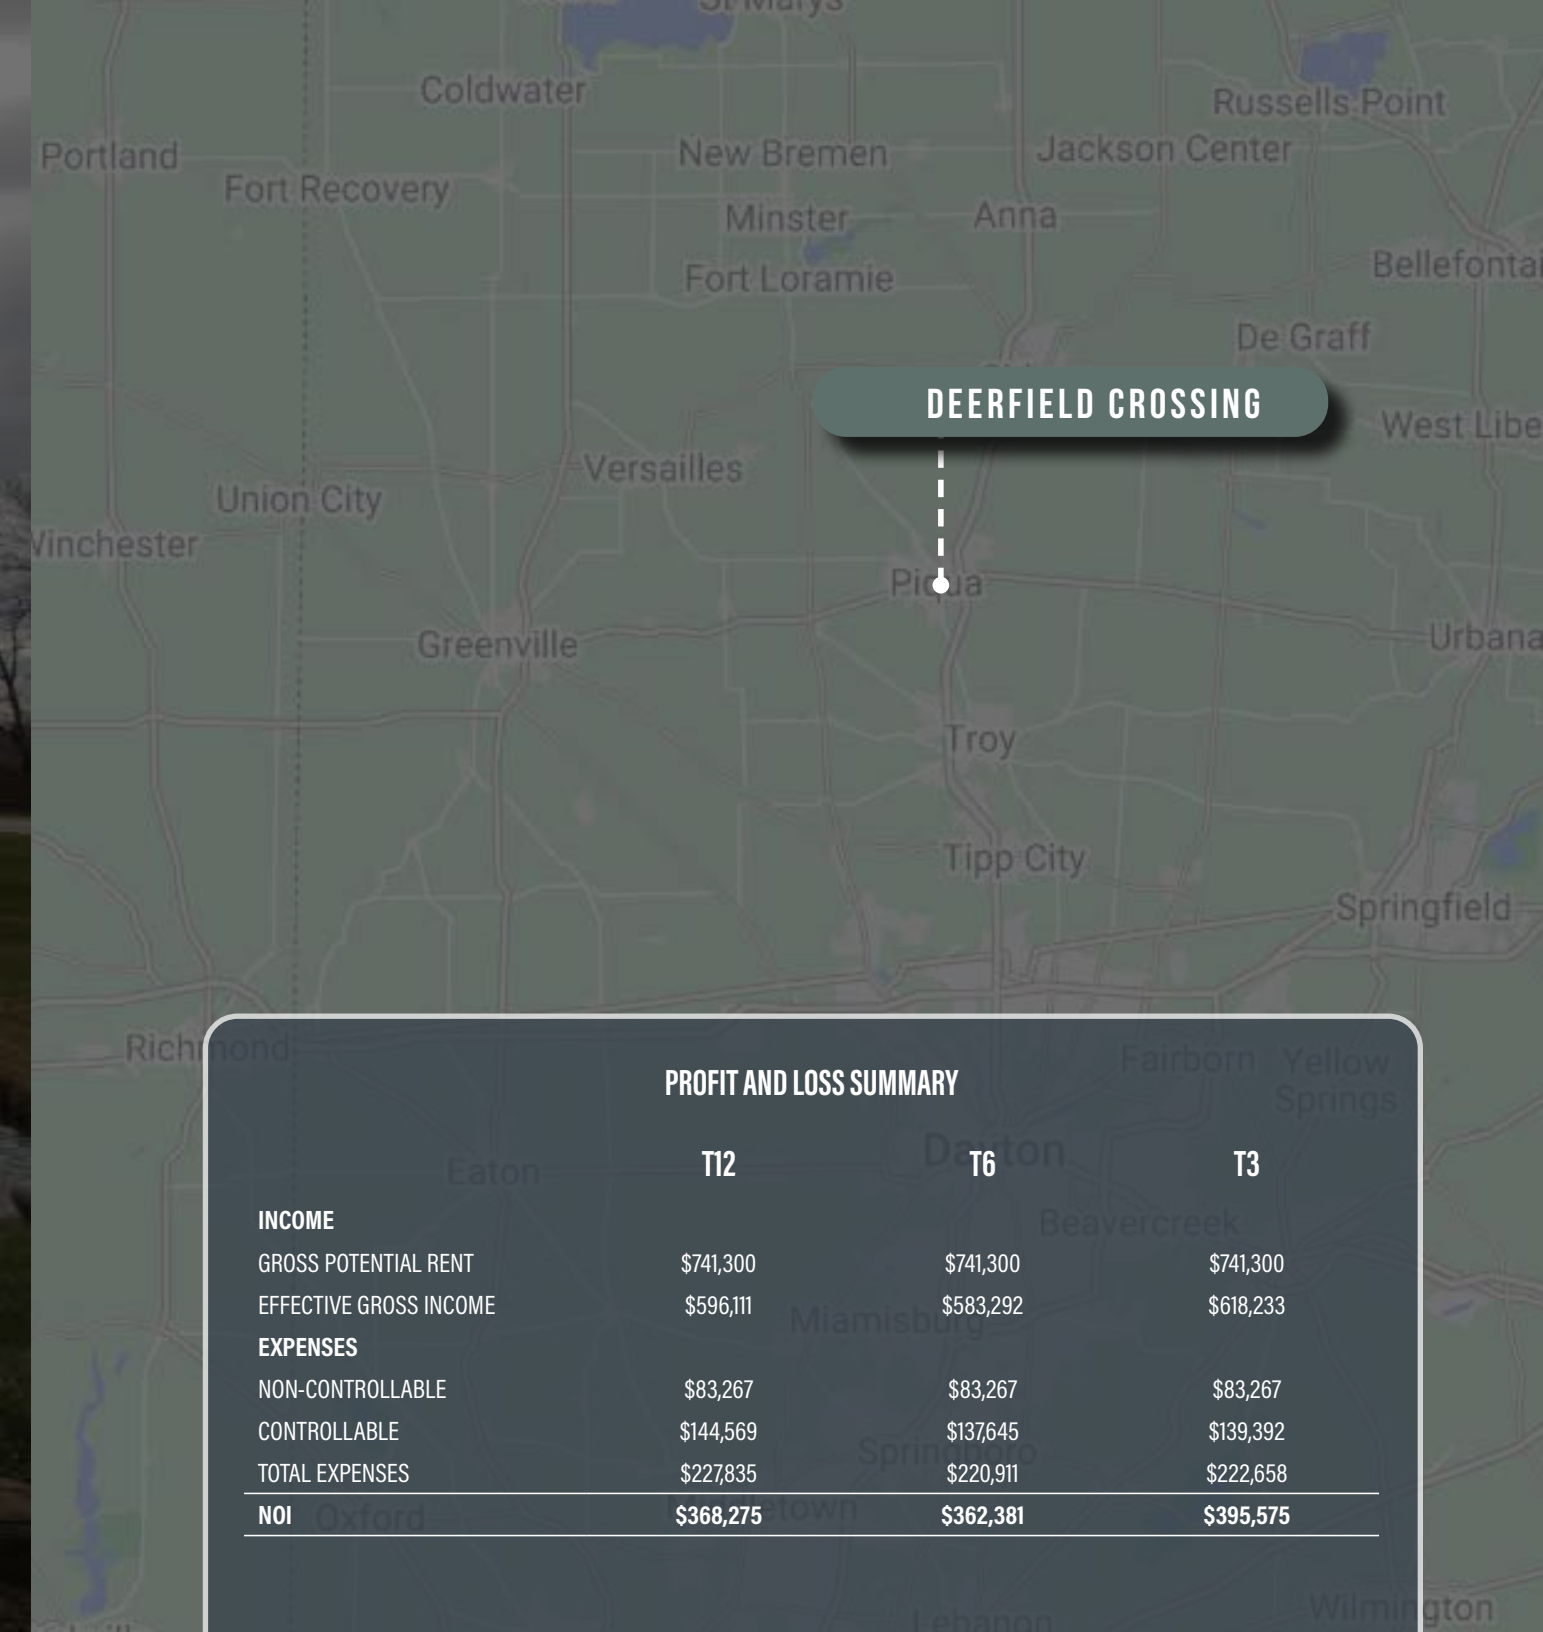 St Marys
Coldwater
Russells Point
Portland
New Bremen
Jackson Center
Fort Recovery
Minster
Anna
Bellefontai
Fort Loramie
De Graff
DEERFIELD CROSSING
West Libe
Versailles
Union City
Winchester
Piqua
Greenville
Urbana
Troy
Tipp City
Springfield
Richmond
Fairborn
Yellow
Springs
PROFIT AND LOSS SUMMARY
Dayton
Eaton
T12 T6 T3
Beavercreek
INCOME
GROSS POTENTIAL RENT $741,300 $741,300 $741,300
EFFECTIVE GROSS INCOME $596,111 $583,292 $618,233
Miamisburg
EXPENSES
NON-CONTROLLABLE $83,267 $83,267 $83,267
CONTROLLABLE $144,569 $137,645 $139,392
Springboro
TOTAL EXPENSES $227,835 $220,911 $222,658
Middletown
NOI $368,275 $362,381 $395,575
Oxford
Lebanon
Wilmington